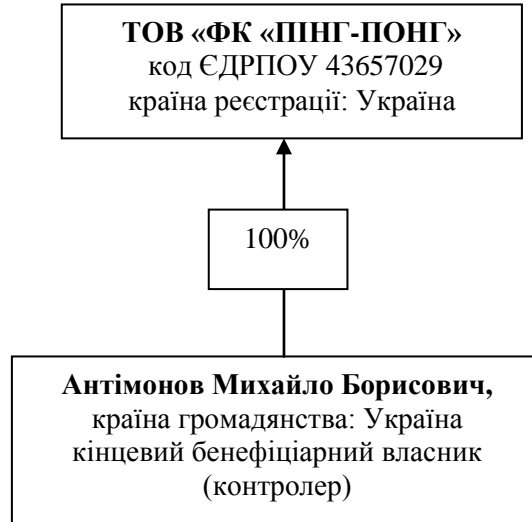 ТОВ «ФК «ПІНГ-ПОНГ»
код ЄДРПОУ 43657029
країна реєстрації: Україна
100%
Антімонов Михайло Борисович,
країна громадянства: Україна
кінцевий бенефіціарний власник
(контролер)